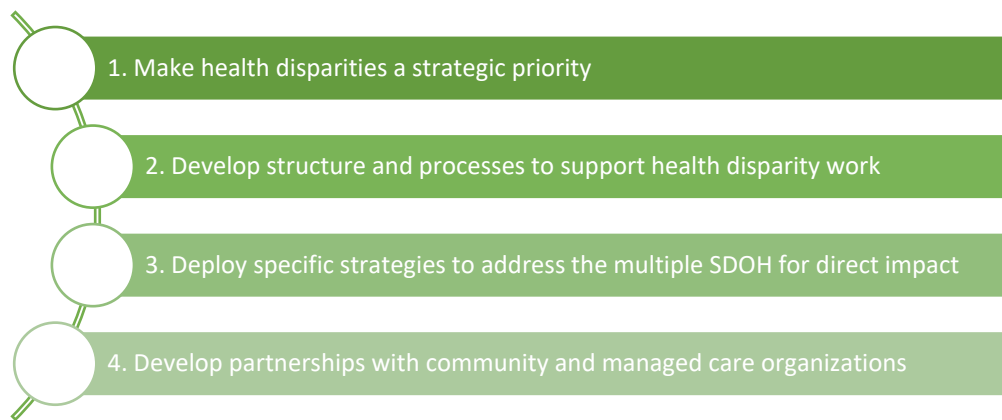 1. Make health disparities a strategic priority
2. Develop structure and processes to support health disparity work
3. Deploy specific strategies to address the multiple SDOH for direct impact
4. Develop partnerships with community and managed care organizations